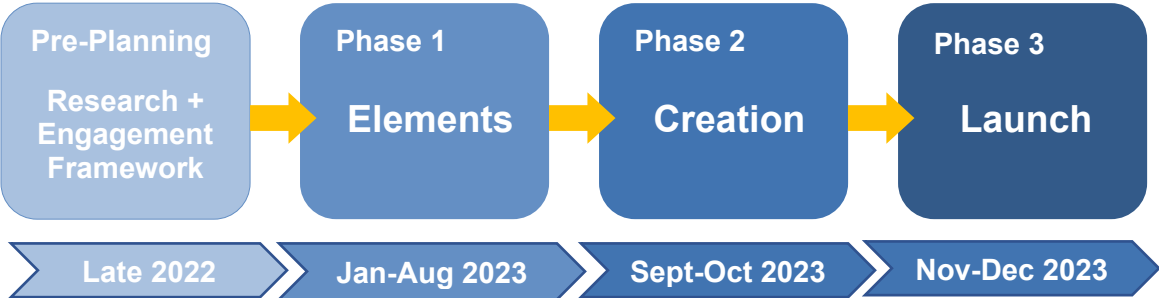 Pre-Planning
Research +
Engagement
Framework
Phase 1
Elements
Phase 2
Creation
Phase 3
Launch
Late 2022
Jan-Aug 2023
Sept-Oct 2023
Nov-Dec 2023